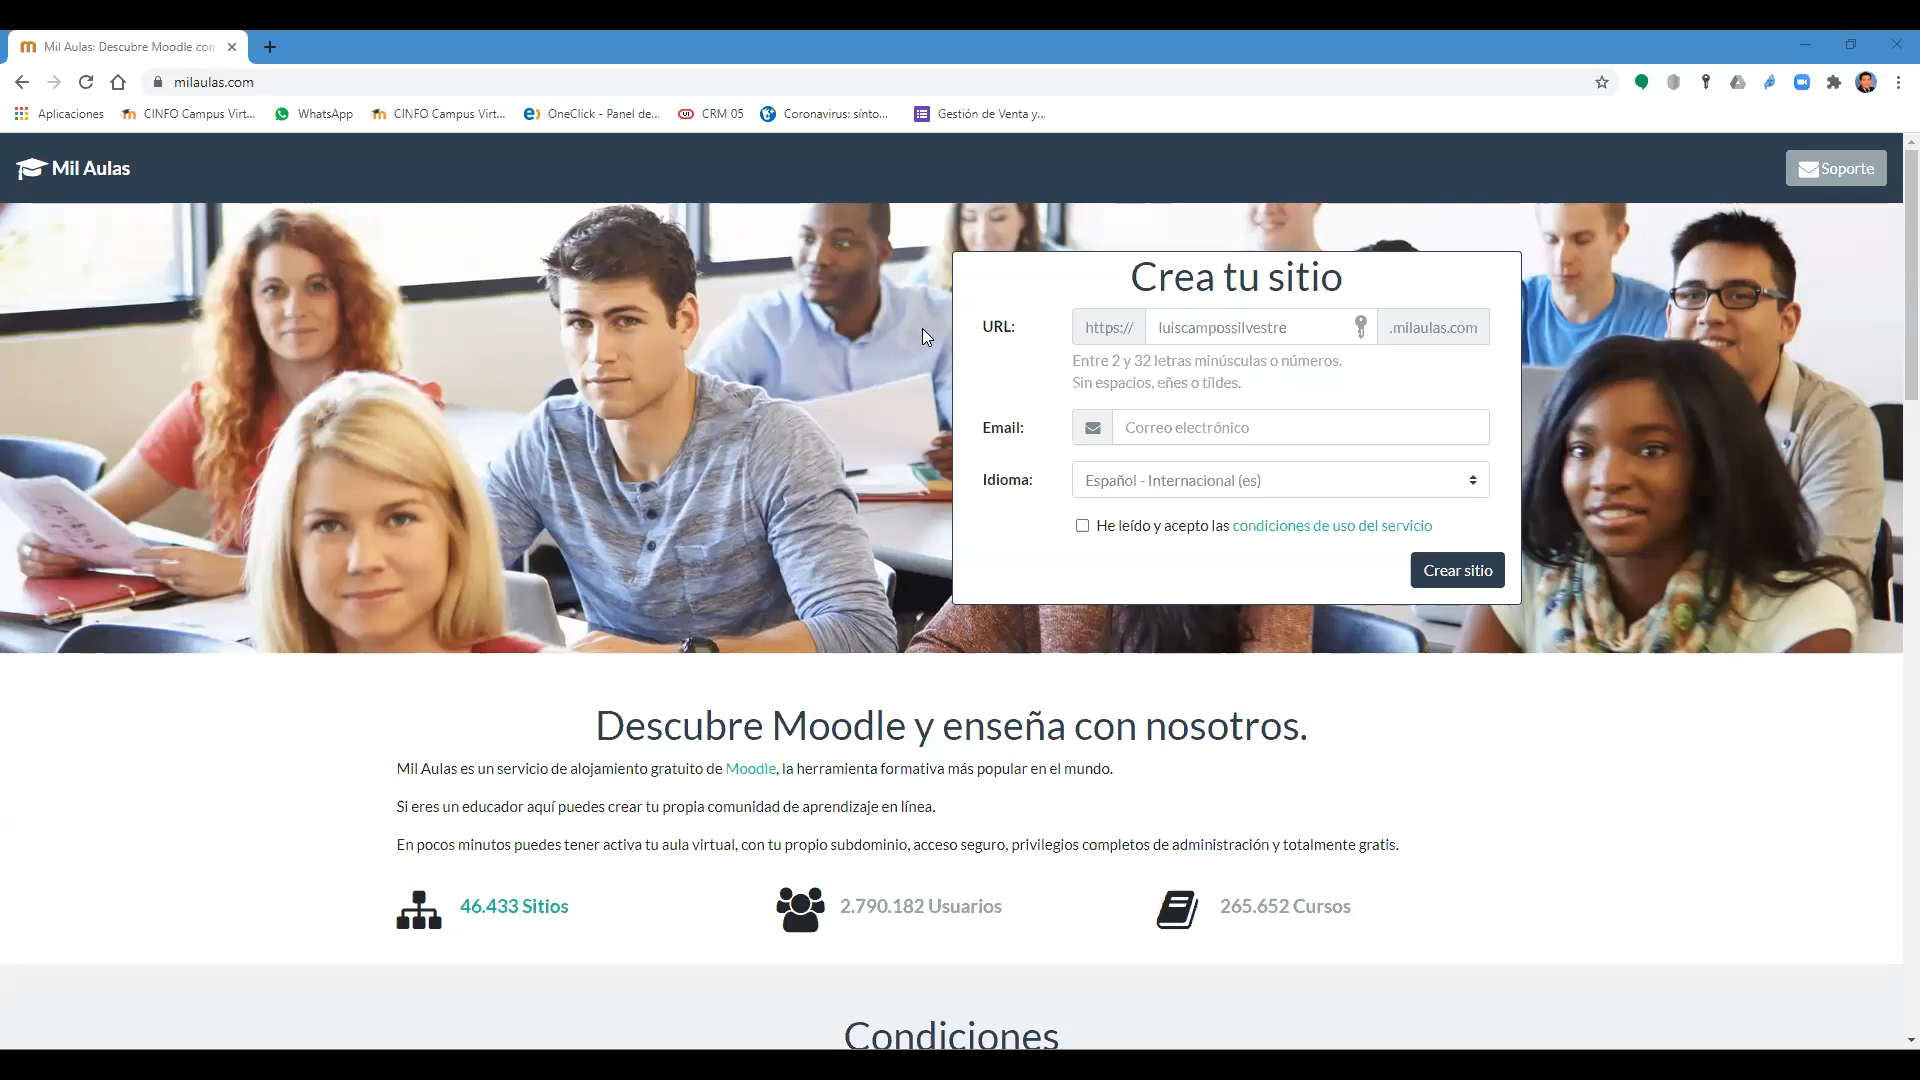 Mil Aulas: Descubre Moodle con
milaulas.com
Aplicaciones
CINFO Campus Virt...
WhatsApp
CINFO Campus Virt...
OneClick - Panel de...
CRM 05
Coronavirus: sínto...
Gestión de Venta y...
Mil Aulas
Soporte
Crea tu sitio
URL: https:// luiscampossilvestre .milaulas.com
Entre 2 y 32 letras minúsculas o números.
Sin espacios, eñes o tildes.
Email: Correo electrónico
Idioma: Español - Internacional (es)
He leído y acepto las condiciones de uso del servicio
Crear sitio
Descubre Moodle y enseña con nosotros.
Mil Aulas es un servicio de alojamiento gratuito de Moodle, la herramienta formativa más popular en el mundo.
Si eres un educador aquí puedes crear tu propia comunidad de aprendizaje en línea.
En pocos minutos puedes tener activa tu aula virtual, con tu propio subdominio, acceso seguro, privilegios completos de administración y totalmente gratis.
46.433 Sitios
2.790.182 Usuarios
265.652 Cursos
Condiciones